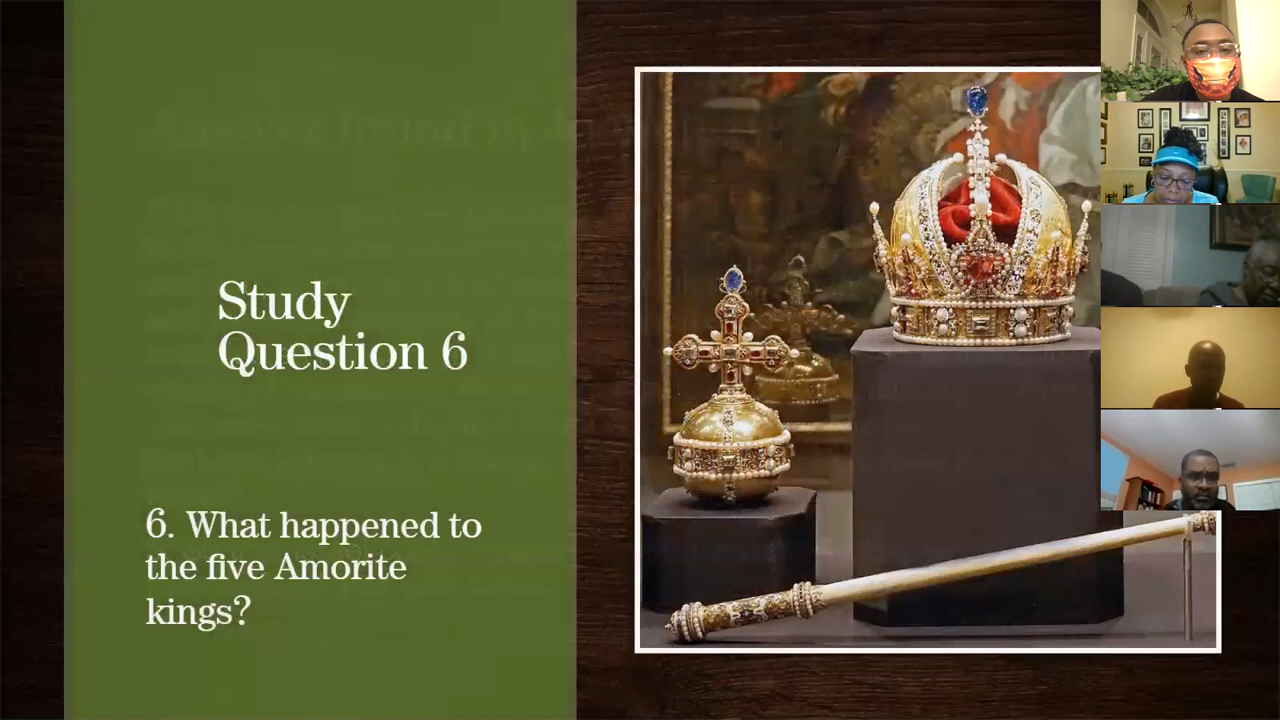 Study
Question 6
6. What happened to
the five Amorite
kings?